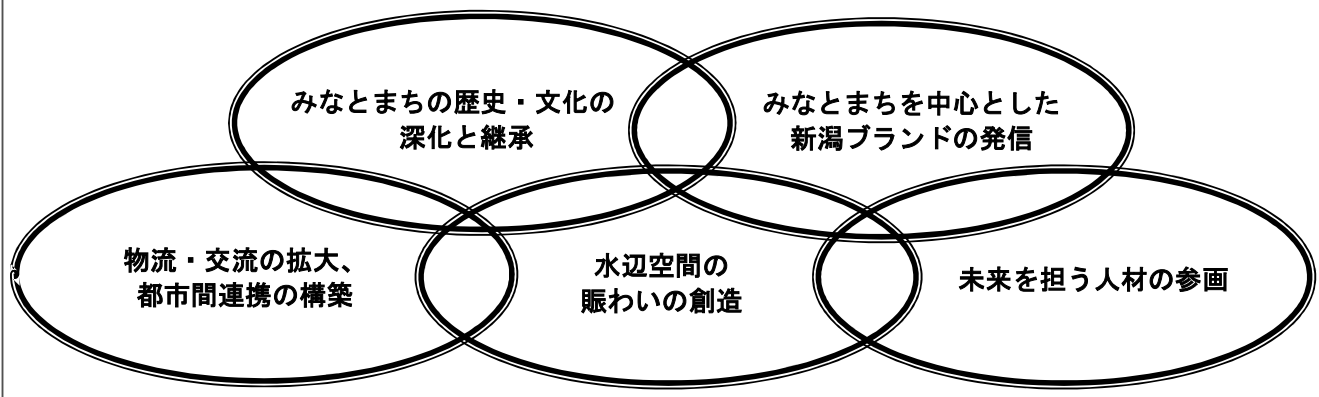 みなとまちの歴史・文化の
深化と継承
みなとまちを中心とした
新潟ブランドの発信
物流・交流の拡大、
都市間連携の構築
水辺空間の
賑わいの創造
未来を担う人材の参画